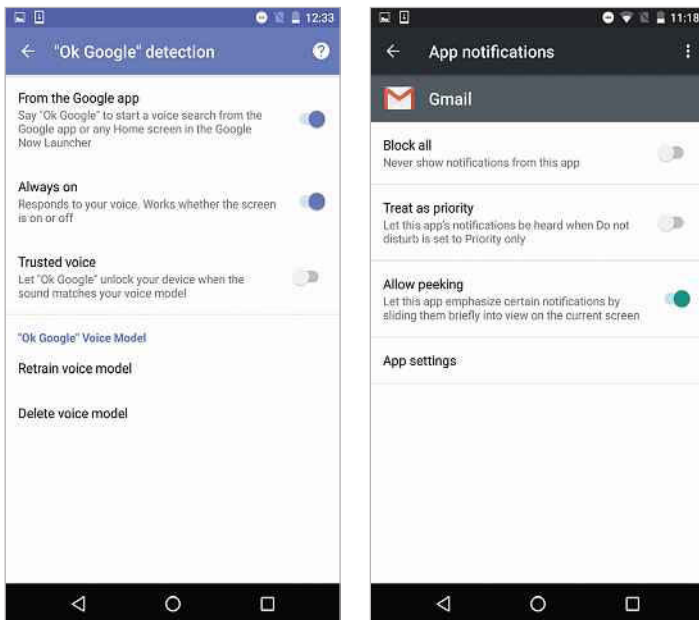 12:33
"Ok Google" detection
From the Google app
Say "Ok Google" to start a voice search from the
Google app or any Home screen in the Google
Now Launcher
Always on
Responds to your voice. Works whether the screen
is on or off
Trusted voice
Let "Ok Google" unlock your device when the
sound matches your voice model
"Ok Google" Voice Model
Retrain voice model
Delete voice model
11:18
App notifications
Gmail
Block all
Never show notifications from this app
Treat as priority
Let this app's notifications be heard when Do not
disturb is set to Priority only
Allow peeking
Let this app emphasize certain notifications by
sliding them briefly into view on the current screen
App settings